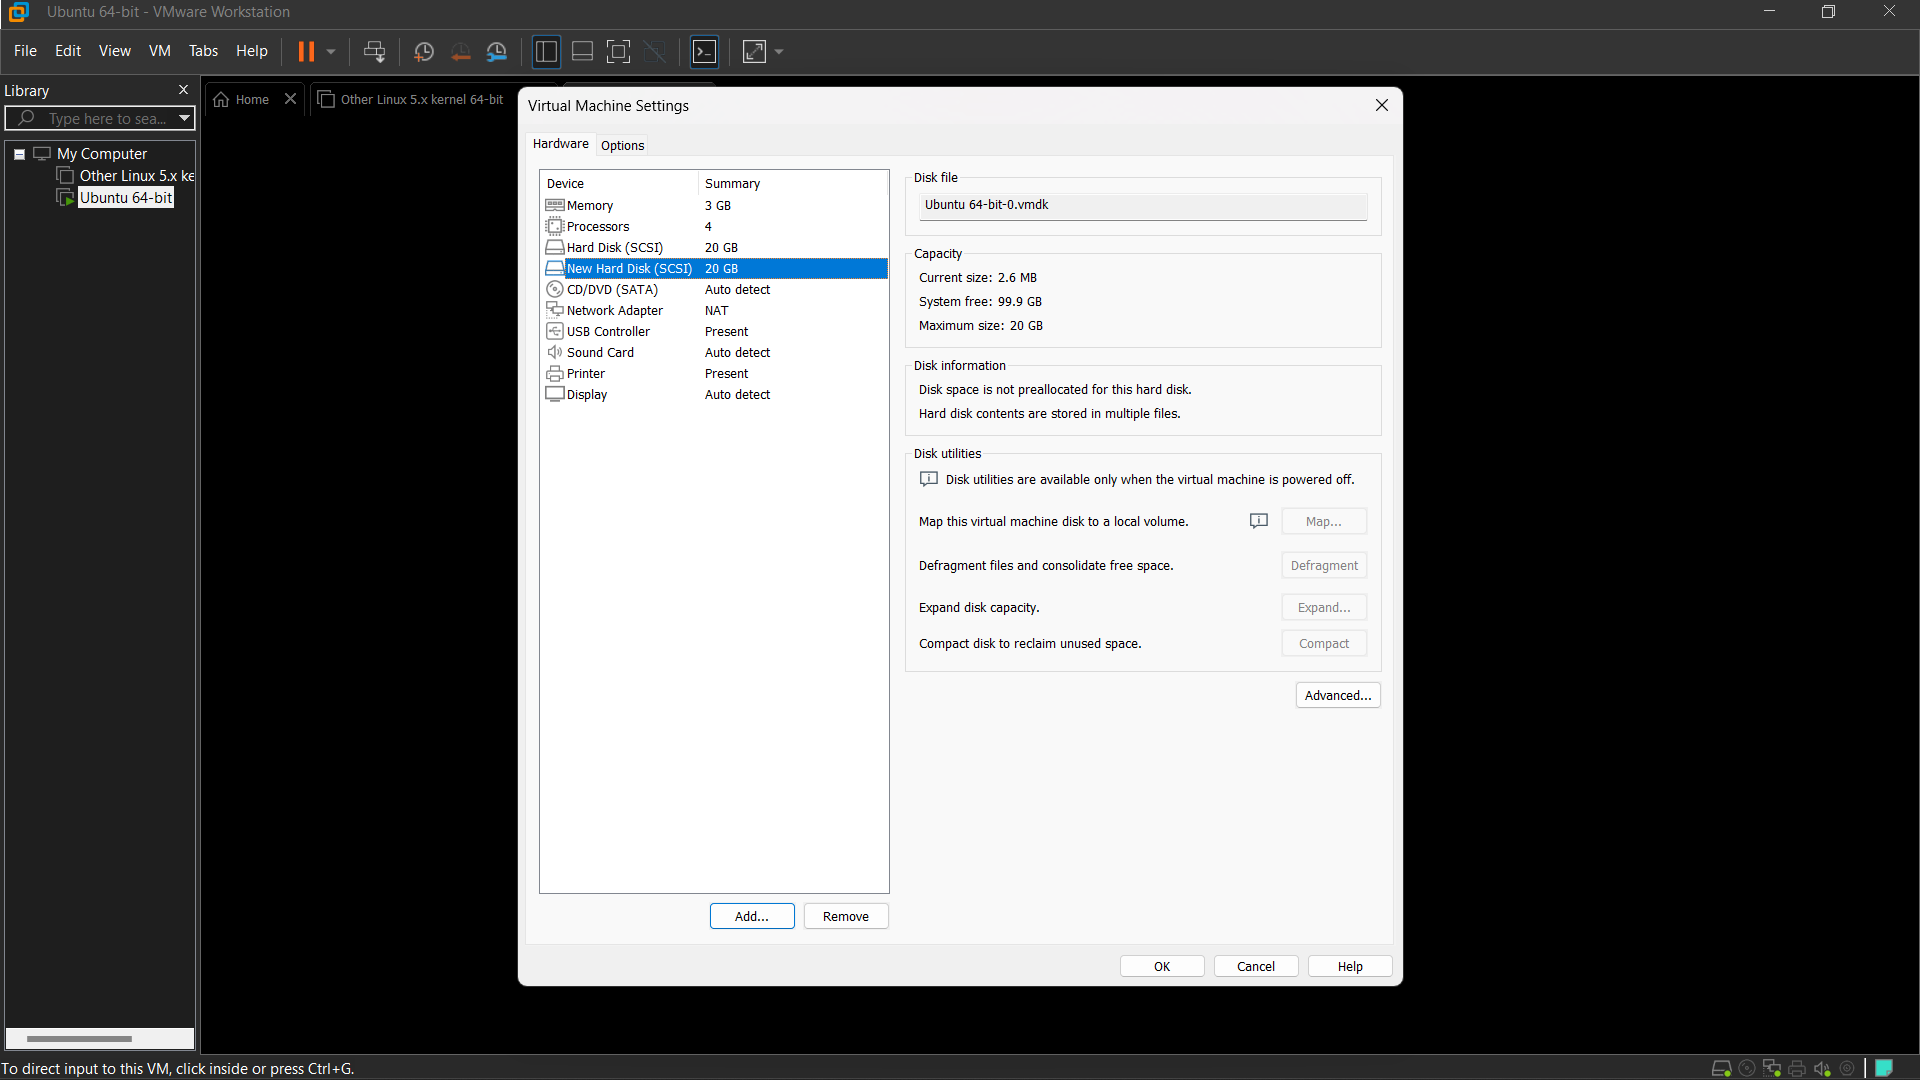 Ubuntu 64-bit - VMware Workstation
File Edit View VM Tabs Help
Library
Home
Other Linux 5.x kernel 64-bit
Type here to sea...
My Computer
Other Linux 5.x ke
Ubuntu 64-bit
Virtual Machine Settings
Hardware Options
Device Summary
Memory 3 GB
Processors 4
Hard Disk (SCSI) 20 GB
New Hard Disk (SCSI) 20 GB
CD/DVD (SATA) Auto detect
Network Adapter NAT
USB Controller Present
Sound Card Auto detect
Printer Present
Display Auto detect
Add... Remove
Disk file
Ubuntu 64-bit-0.vmdk
Capacity
Current size: 2.6 MB
System free: 99.9 GB
Maximum size: 20 GB
Disk information
Disk space is not preallocated for this hard disk.
Hard disk contents are stored in multiple files.
Disk utilities
Disk utilities are available only when the virtual machine is powered off.
Map this virtual machine disk to a local volume. Map...
Defragment files and consolidate free space. Defragment
Expand disk capacity. Expand...
Compact disk to reclaim unused space. Compact
Advanced...
OK Cancel Help
To direct input to this VM, click inside or press Ctrl+G.